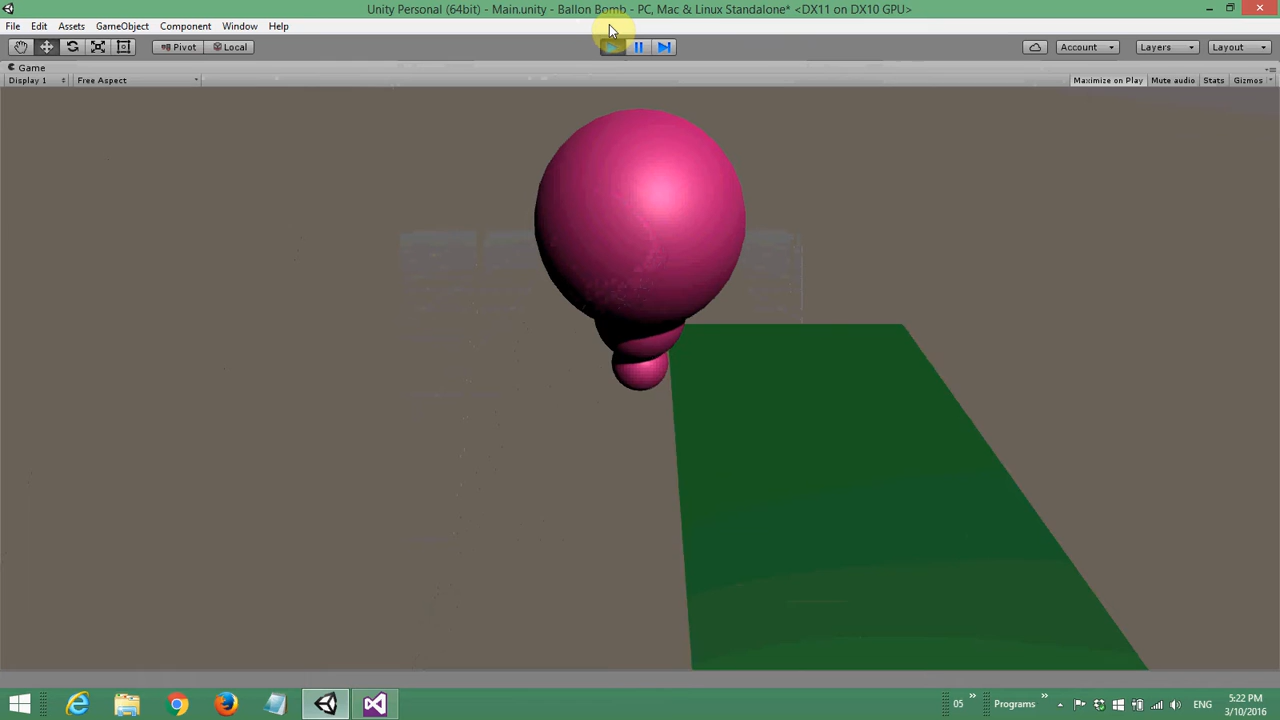 Unity Personal (64bit) - Main.unity - Ballon Bomb - PC, Mac & Linux Standalone* <DX11 on DX10 GPU>
File Edit Assets GameObject Component Window Help
Pivot Local Account Layers Layout
Game
Display 1 Free Aspect Maximize on Play Mute audio Stats Gizmos
05 » Programs » ENG 5:22 PM
3/10/2016